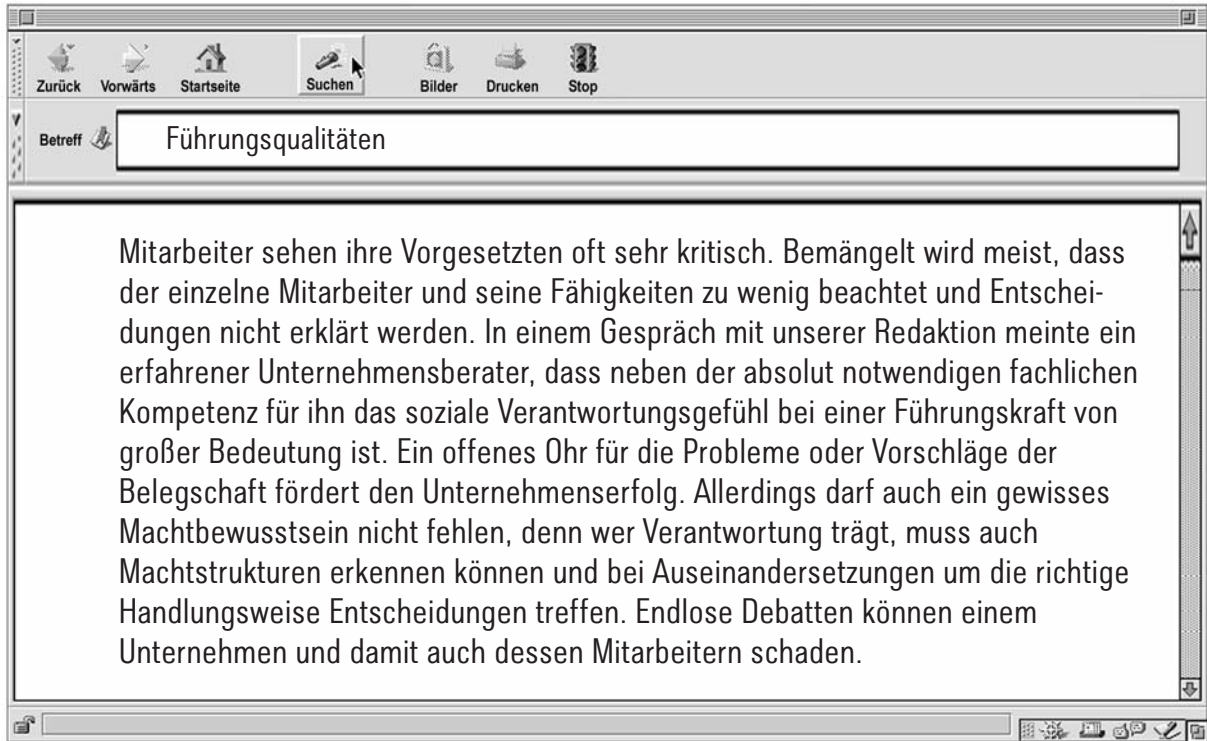 Zurück Vorwärts Startseite Suchen Bilder Drucken Stop
Betreff Führungsqualitäten
Mitarbeiter sehen ihre Vorgesetzten oft sehr kritisch. Bemängelt wird meist, dass
der einzelne Mitarbeiter und seine Fähigkeiten zu wenig beachtet und Entschei-
dungen nicht erklärt werden. In einem Gespräch mit unserer Redaktion meinte ein
erfahrener Unternehmensberater, dass neben der absolut notwendigen fachlichen
Kompetenz für ihn das soziale Verantwortungsgefühl bei einer Führungskraft von
großer Bedeutung ist. Ein offenes Ohr für die Probleme oder Vorschläge der
Belegschaft fördert den Unternehmenserfolg. Allerdings darf auch ein gewisses
Machtbewusstsein nicht fehlen, denn wer Verantwortung trägt, muss auch
Machtstrukturen erkennen können und bei Auseinandersetzungen um die richtige
Handlungsweise Entscheidungen treffen. Endlose Debatten können einem
Unternehmen und damit auch dessen Mitarbeitern schaden.